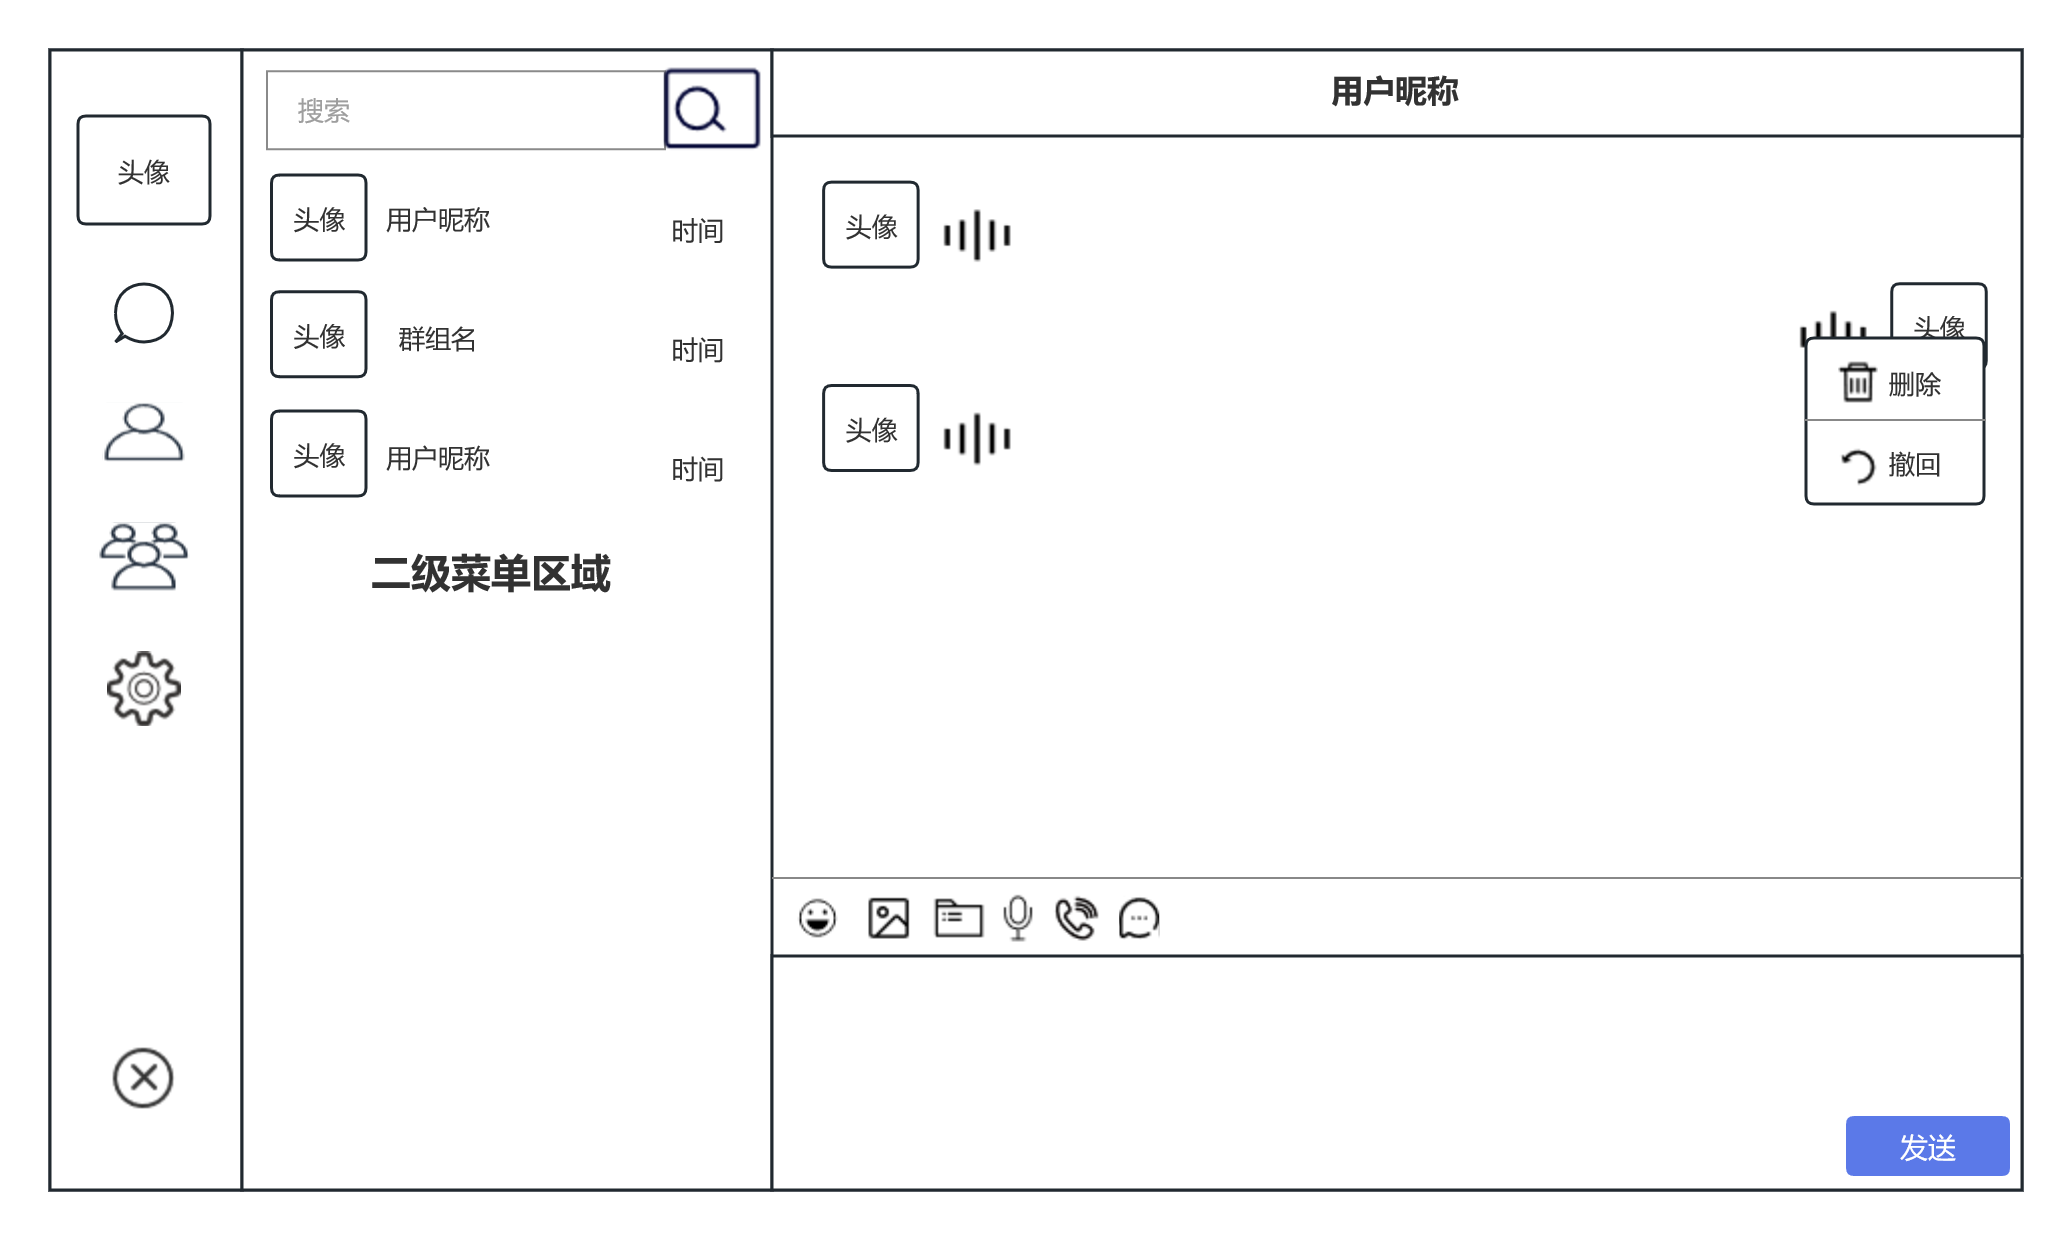 头像
搜索
头像 用户昵称 时间
头像 群组名 时间
头像 用户昵称 时间
二级菜单区域
用户昵称
头像
头像
删除
撤回
头像
发送